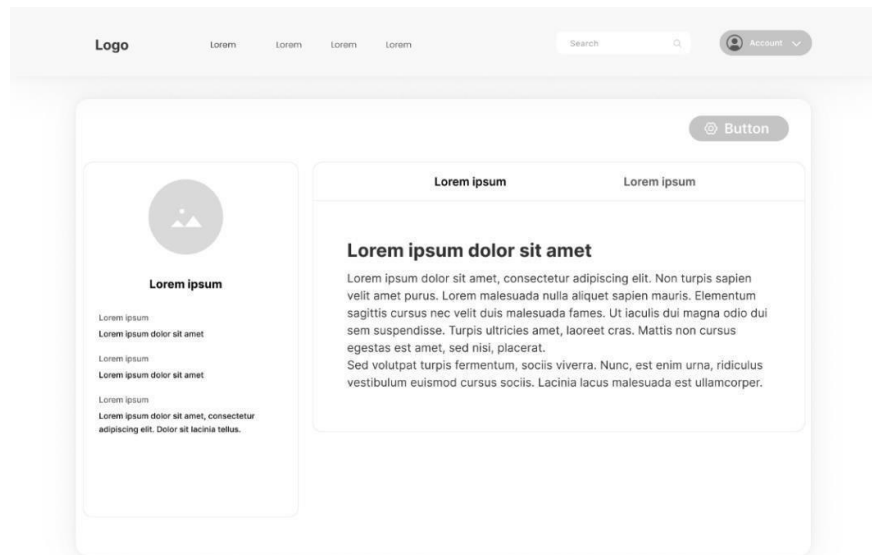 Logo
Lorem
Lorem
Lorem
Lorem
Search
Account
Button
Lorem ipsum
Lorem ipsum
Lorem ipsum dolor sit amet
Lorem ipsum
Lorem ipsum dolor sit amet
Lorem ipsum
Lorem ipsum dolor sit amet, consectetur
adipiscing elit. Dolor sit lacinia tellus.
Lorem ipsum
Lorem ipsum
Lorem ipsum dolor sit amet
Lorem ipsum dolor sit amet, consectetur adipiscing elit. Non turpis sapien
velit amet purus. Lorem malesuada nulla aliquet sapien mauris. Elementum
sagittis cursus nec velit duis malesuada fames. Ut iaculis dui magna odio dui
sem suspendisse. Turpis ultricies amet, laoreet cras. Mattis non cursus
egestas est amet, sed nisi, placerat.
Sed volutpat turpis fermentum, sociis viverra. Nunc, est enim urna, ridiculus
vestibulum euismod cursus sociis. Lacinia lacus malesuada est ullamcorper.